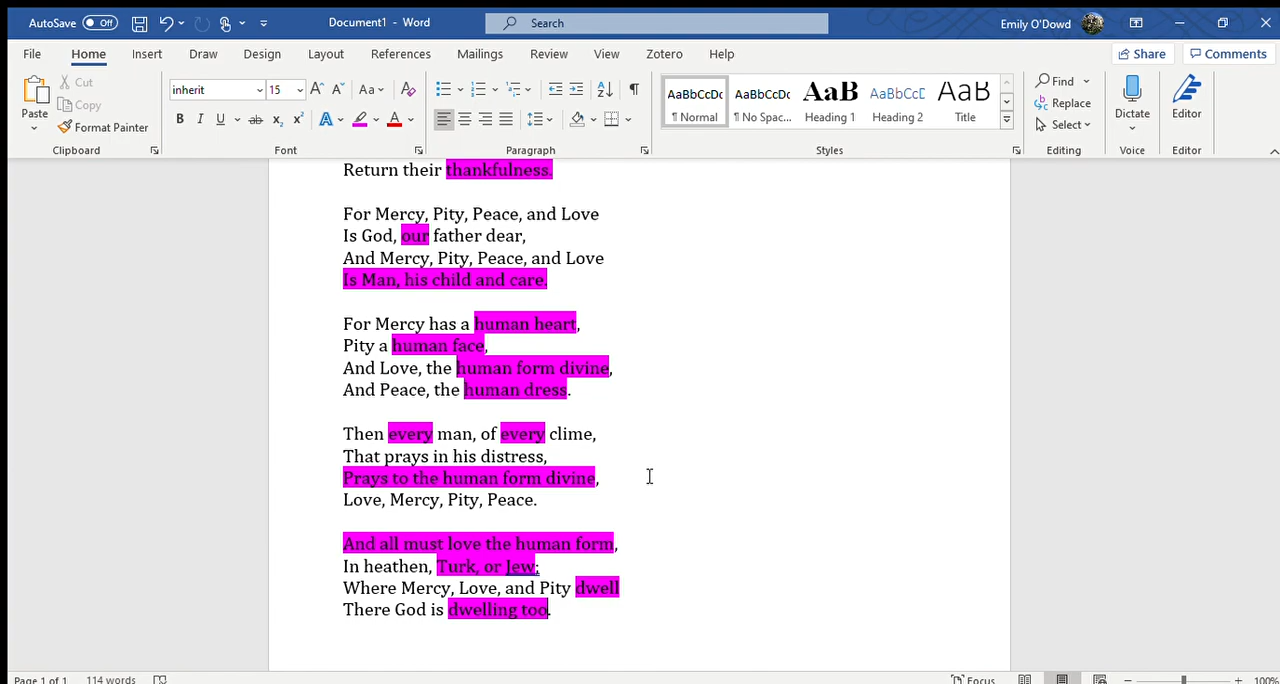 AutoSave Off Document1 - Word Search Emily O'Dowd
File Home Insert Draw Design Layout References Mailings Review View Zotero Help Share Comments
Paste Cut Copy Format Painter
Clipboard
inherit 15 Aa
B I U ab x₂ x² A A
Font
Paragraph
AaBbCcDc AaBbCcDc AaB AaBbCcC AaB
¶ Normal ¶ No Spac... Heading 1 Heading 2 Title
Styles
Find Replace Select
Editing
Dictate
Voice
Editor
Editor
Return their thankfulness.
For Mercy, Pity, Peace, and Love
Is God, our father dear,
And Mercy, Pity, Peace, and Love
Is Man, his child and care.
For Mercy has a human heart,
Pity a human face,
And Love, the human form divine,
And Peace, the human dress.
Then every man, of every clime,
That prays in his distress,
Prays to the human form divine,
Love, Mercy, Pity, Peace.
And all must love the human form,
In heathen, Turk, or Jew;
Where Mercy, Love, and Pity dwell
There God is dwelling too.
Page 1 of 1 114 words Focus 100%